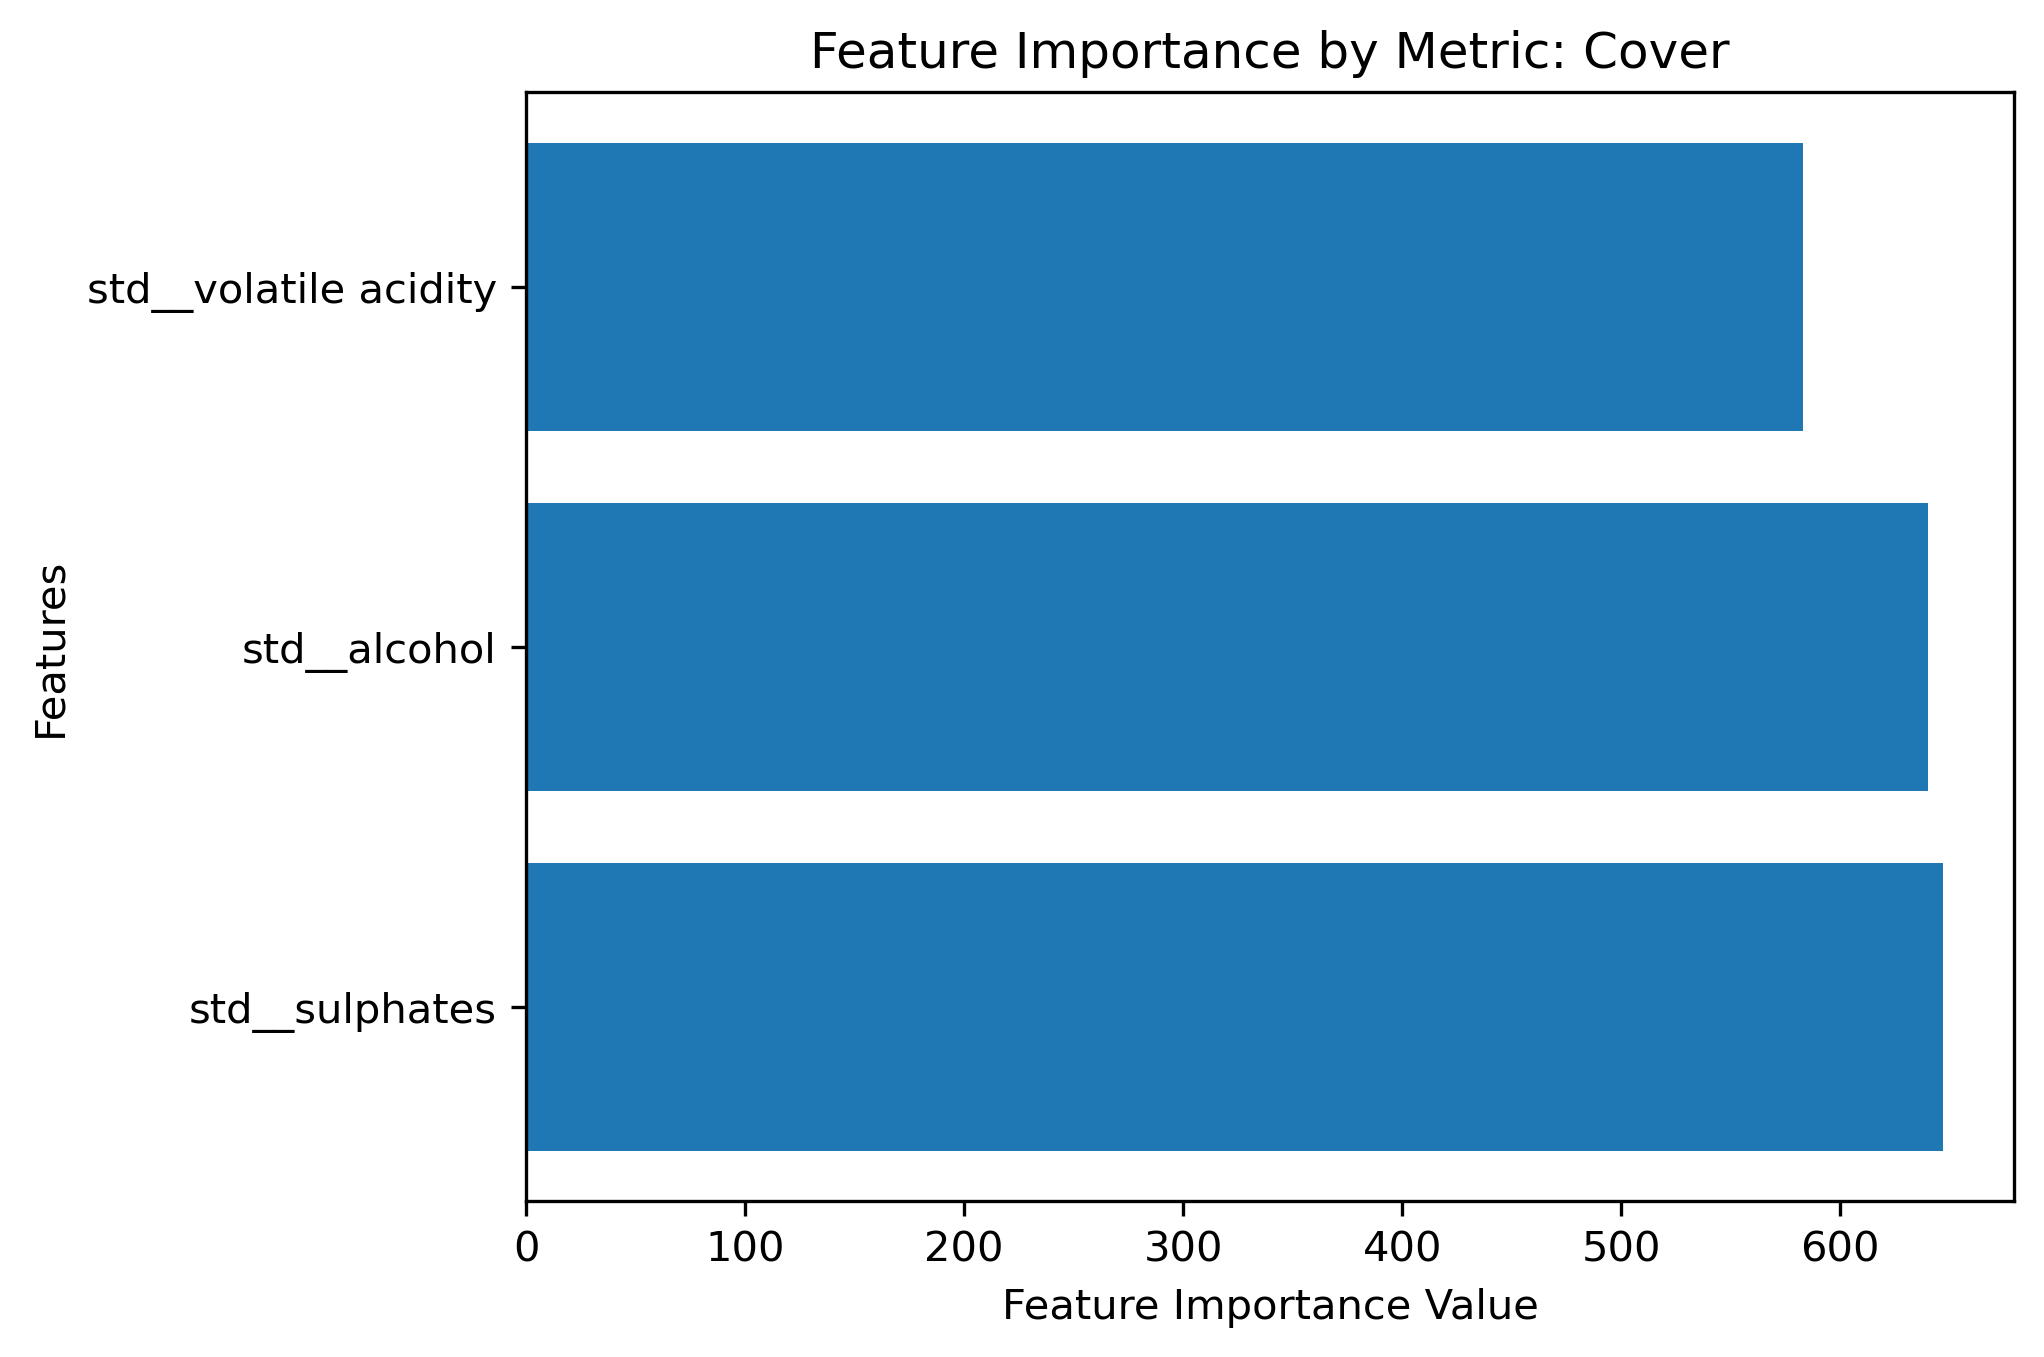 Feature Importance by Metric: Cover
Features
std__volatile acidity
std__alcohol
std__sulphates
0 100 200 300 400 500 600
Feature Importance Value